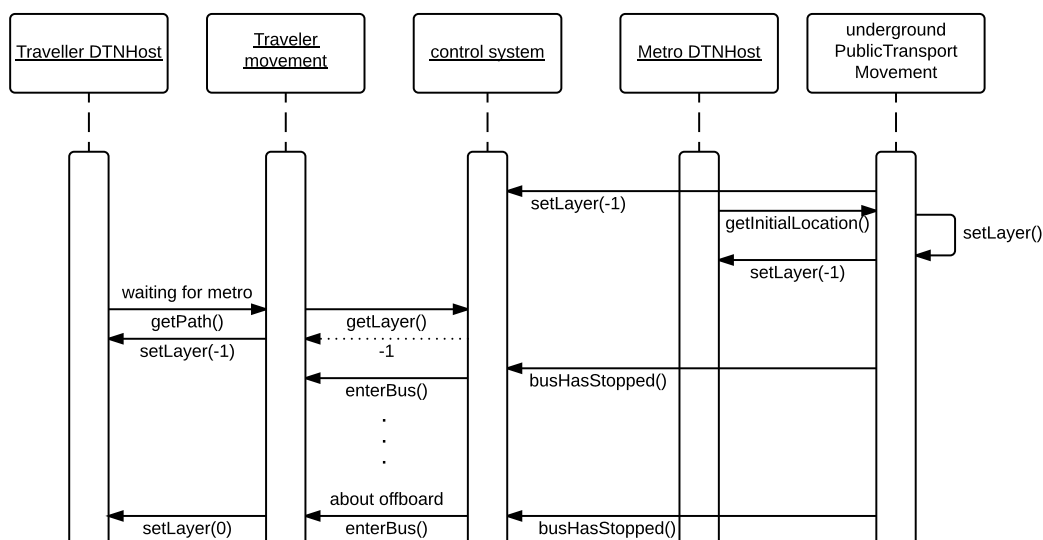 Traveller DTNHost
Traveler
movement
control system
Metro DTNHost
underground
PublicTransport
Movement
setLayer(-1)
getInitialLocation()
setLayer()
setLayer(-1)
waiting for metro
getPath()
getLayer()
setLayer(-1)
-1
busHasStopped()
enterBus()
about offboard
setLayer(0)
enterBus()
busHasStopped()